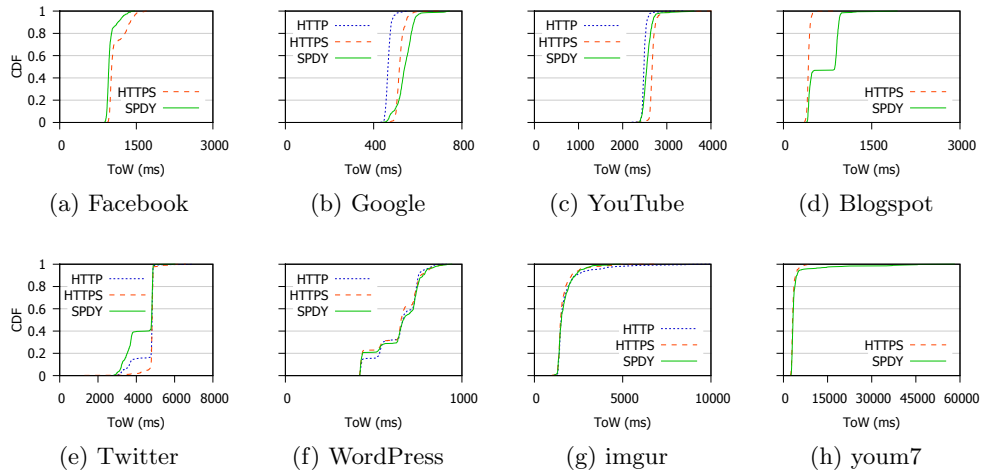 CDF
1
0.8
0.6
0.4
0.2
0
HTTPS
SPDY
0 1500 3000
ToW (ms)
(a) Facebook
HTTP
HTTPS
SPDY
0 400 800
ToW (ms)
(b) Google
HTTP
HTTPS
SPDY
0 1000 2000 3000 4000
ToW (ms)
(c) YouTube
HTTPS
SPDY
0 1500 3000
ToW (ms)
(d) Blogspot
CDF
1
0.8
0.6
0.4
0.2
0
HTTP
HTTPS
SPDY
0 2000 4000 6000 8000
ToW (ms)
(e) Twitter
HTTP
HTTPS
SPDY
0 1000
ToW (ms)
(f) WordPress
HTTP
HTTPS
SPDY
0 5000 10000
ToW (ms)
(g) imgur
HTTPS
SPDY
0 15000 30000 45000 60000
ToW (ms)
(h) youm7